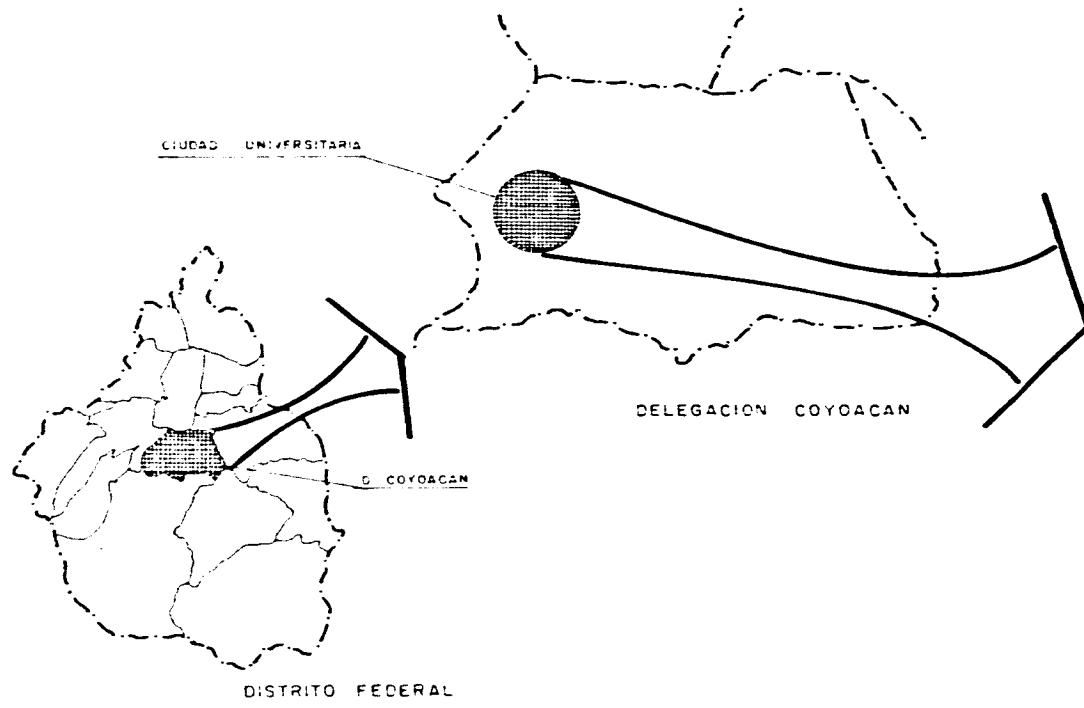 CIUDAD UNIVERSITARIA
DELEGACION COYOACAN
D. COYOACAN
DISTRITO FEDERAL